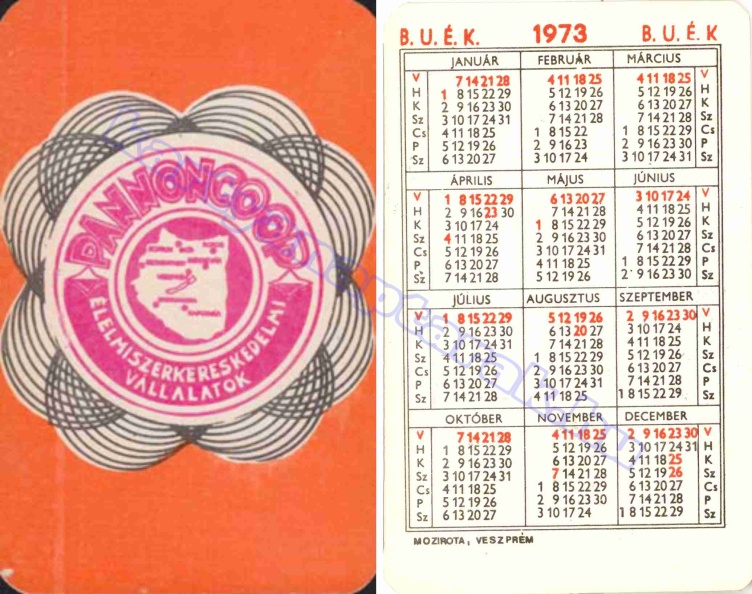 PANNONCOOP
ÉLELMISZERKERESKEDELMI
VÁLLALATOK
B. U. É. K. 1973 B. U. É. K
JANUÁR FEBRUÁR MÁRCIUS
V 7 14 21 28 4 11 18 25 4 11 18 25 V
H 1 8 15 22 29 5 12 19 26 5 12 19 26 H
K 2 9 16 23 30 6 13 20 27 6 13 20 27 K
Sz 3 10 17 24 31 7 14 21 28 7 14 21 28 Sz
Cs 4 11 18 25 1 8 15 22 1 8 15 22 29 Cs
P 5 12 19 26 2 9 16 23 2 9 16 23 30 P
Sz 6 13 20 27 3 10 17 24 3 10 17 24 31 Sz
ÁPRILIS MÁJUS JÚNIUS
V 1 8 15 22 29 6 13 20 27 3 10 17 24 V
H 2 9 16 23 30 7 14 21 28 4 11 18 25 H
K 3 10 17 24 1 8 15 22 29 5 12 19 26 K
Sz 4 11 18 25 2 9 16 23 30 6 13 20 27 Sz
Cs 5 12 19 26 3 10 17 24 31 7 14 21 28 Cs
P 6 13 20 27 4 11 18 25 1 8 15 22 29 P
Sz 7 14 21 28 5 12 19 26 2 9 16 23 30 Sz
JÚLIUS AUGUSZTUS SZEPTEMBER
V 1 8 15 22 29 5 12 19 26 2 9 16 23 30 V
H 2 9 16 23 30 6 13 20 27 3 10 17 24 H
K 3 10 17 24 31 7 14 21 28 4 11 18 25 K
Sz 4 11 18 25 1 8 15 22 29 5 12 19 26 Sz
Cs 5 12 19 26 2 9 16 23 30 6 13 20 27 Cs
P 6 13 20 27 3 10 17 24 31 7 14 21 28 P
Sz 7 14 21 28 4 11 18 25 1 8 15 22 29 Sz
OKTÓBER NOVEMBER DECEMBER
V 7 14 21 28 4 11 18 25 2 9 16 23 30 V
H 1 8 15 22 29 5 12 19 26 3 10 17 24 31 H
K 2 9 16 23 30 6 13 20 27 4 11 18 25 K
Sz 3 10 17 24 31 7 14 21 28 5 12 19 26 Sz
Cs 4 11 18 25 1 8 15 22 29 6 13 20 27 Cs
P 5 12 19 26 2 9 16 23 30 7 14 21 28 P
Sz 6 13 20 27 3 10 17 24 1 8 15 22 29 Sz
MOZIROTA, VESZPRÉM